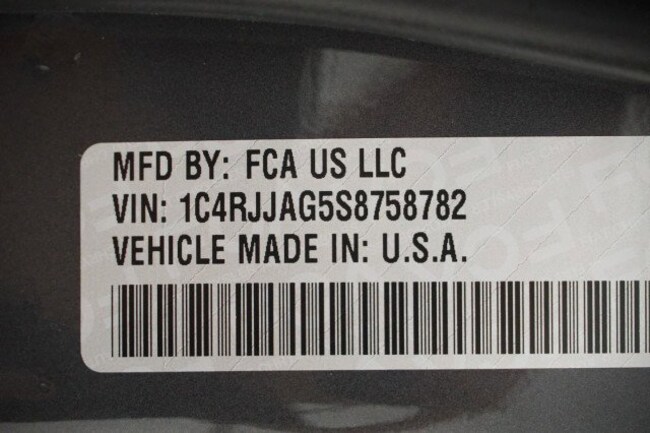 MFD BY: FCA US LLC
VIN: 1C4RJJAG5S8758782
VEHICLE MADE IN: U.S.A.